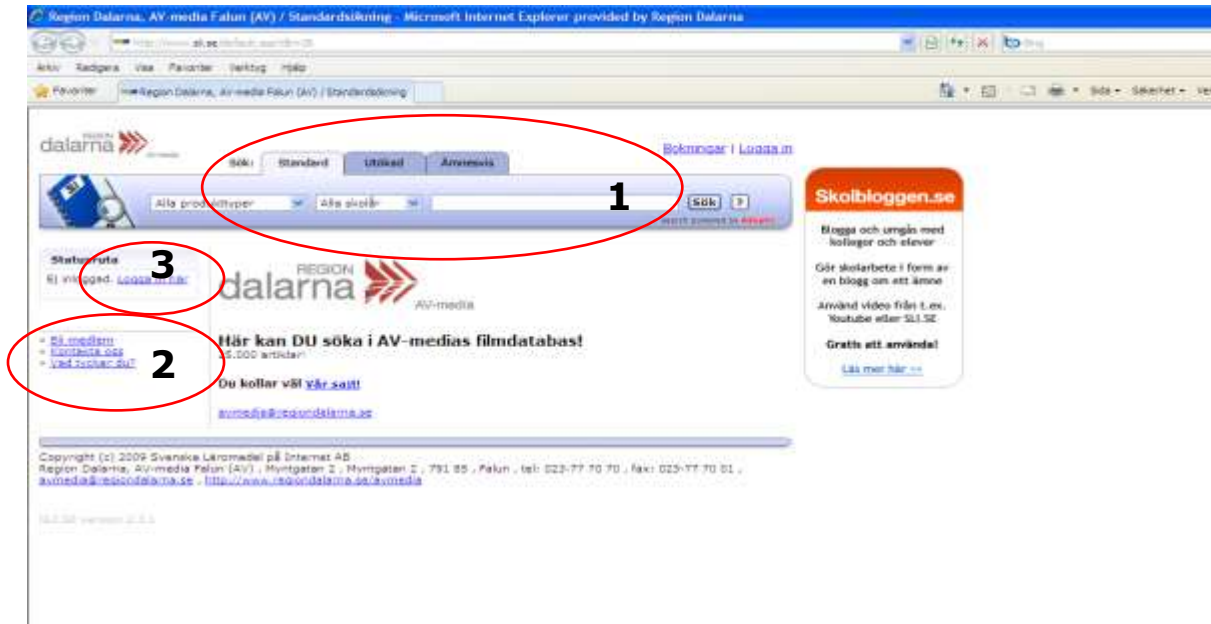 Region Dalarna, AV-media Falun (AV) / Standardsökning - Microsoft Internet Explorer provided by Region Dalarna
Arkiv Redigera Visa Favoriter Verktyg Hjälp
Favoriter Region Dalarna, AV-media Falun (AV) / Standardsökning Sida Säkerhet
REGION
dalarna
Bokningar | Logga in
Sök: Standard Utökad Ämnesvis
Alla produkttyper Alla skolår 1 Sök ?
Statusruta
Ej inloggad. Logga in här
3
REGION
dalarna
AV-media
Bli medlem
Kontakta oss
Vad tycker du?
2
Här kan DU söka i AV-medias filmdatabas!
25.000 artiklar!
Du kollar väl vår sajt!
avmedia@regiondalarna.se
Skolbloggen.se
Blogga och umgås med
kollegor och elever
Gör skolarbete i form av
en blogg om ett ämne
Använd video från t.ex.
Youtube eller SLI.SE
Gratis att använda!
Läs mer här >>
Copyright (c) 2009 Svenska Läromedel på Internet AB
Region Dalarna, AV-media Falun (AV) , Myntgatan 2 , Myntgatan 2 , 791 85 , Falun , tel: 023-77 70 70 , fax: 023-77 70 81 ,
avmedia@regiondalarna.se , http://www.regiondalarna.se/avmedia